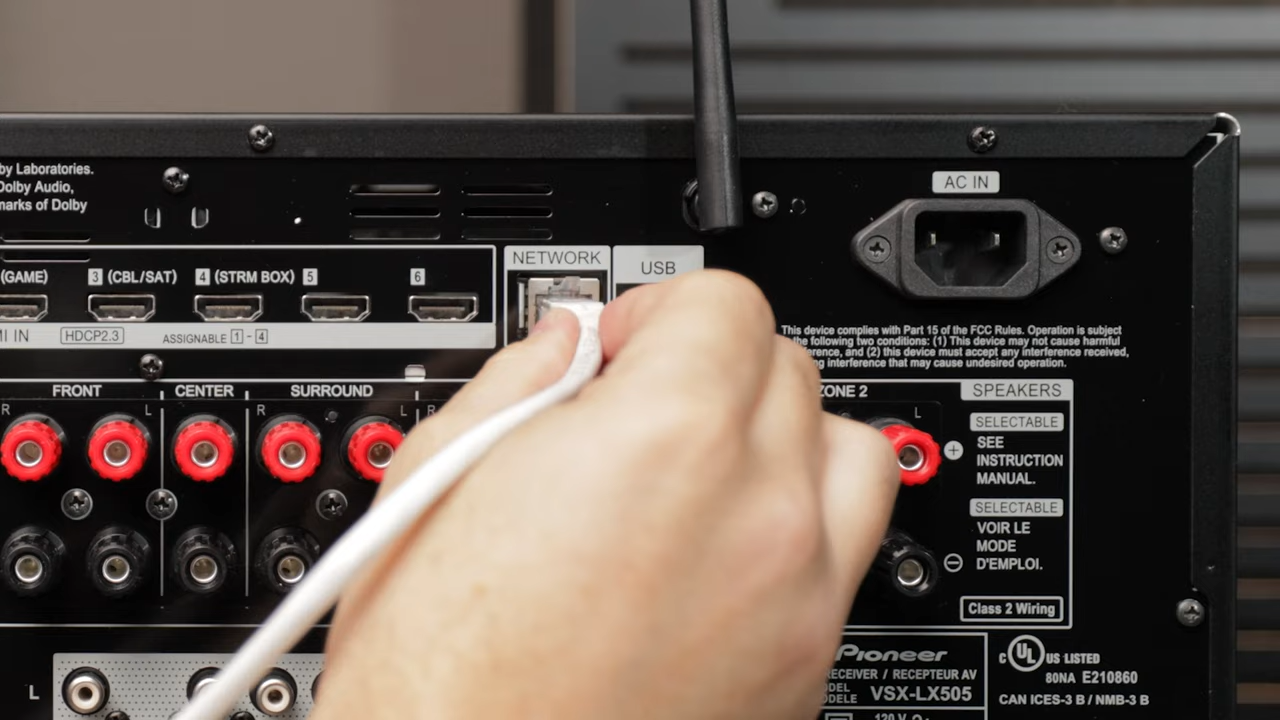 by Laboratories.
Dolby Audio,
marks of Dolby
AC IN
NETWORK
USB
(GAME)
3 (CBL/SAT)
4 (STRM BOX)
5
6
IN
HDCP2.3
ASSIGNABLE 1 - 4
This device complies with Part 15 of the FCC Rules. Operation is subject
the following two conditions: (1) This device may not cause harmful
and (2) this device must accept any interference received,
interference that may cause undesired operation.
FRONT
CENTER
SURROUND
ZONE 2
SPEAKERS
R
L
R
L
R
L
SELECTABLE
SEE
INSTRUCTION
MANUAL.
SELECTABLE
VOIR LE
MODE
D'EMPLOI.
Class 2 Wiring
L
Pioneer
RECEIVER / RECEPTEUR AV
VSX-LX505
120 V
c UL US LISTED
80NA E210860
CAN ICES-3 B / NMB-3 B